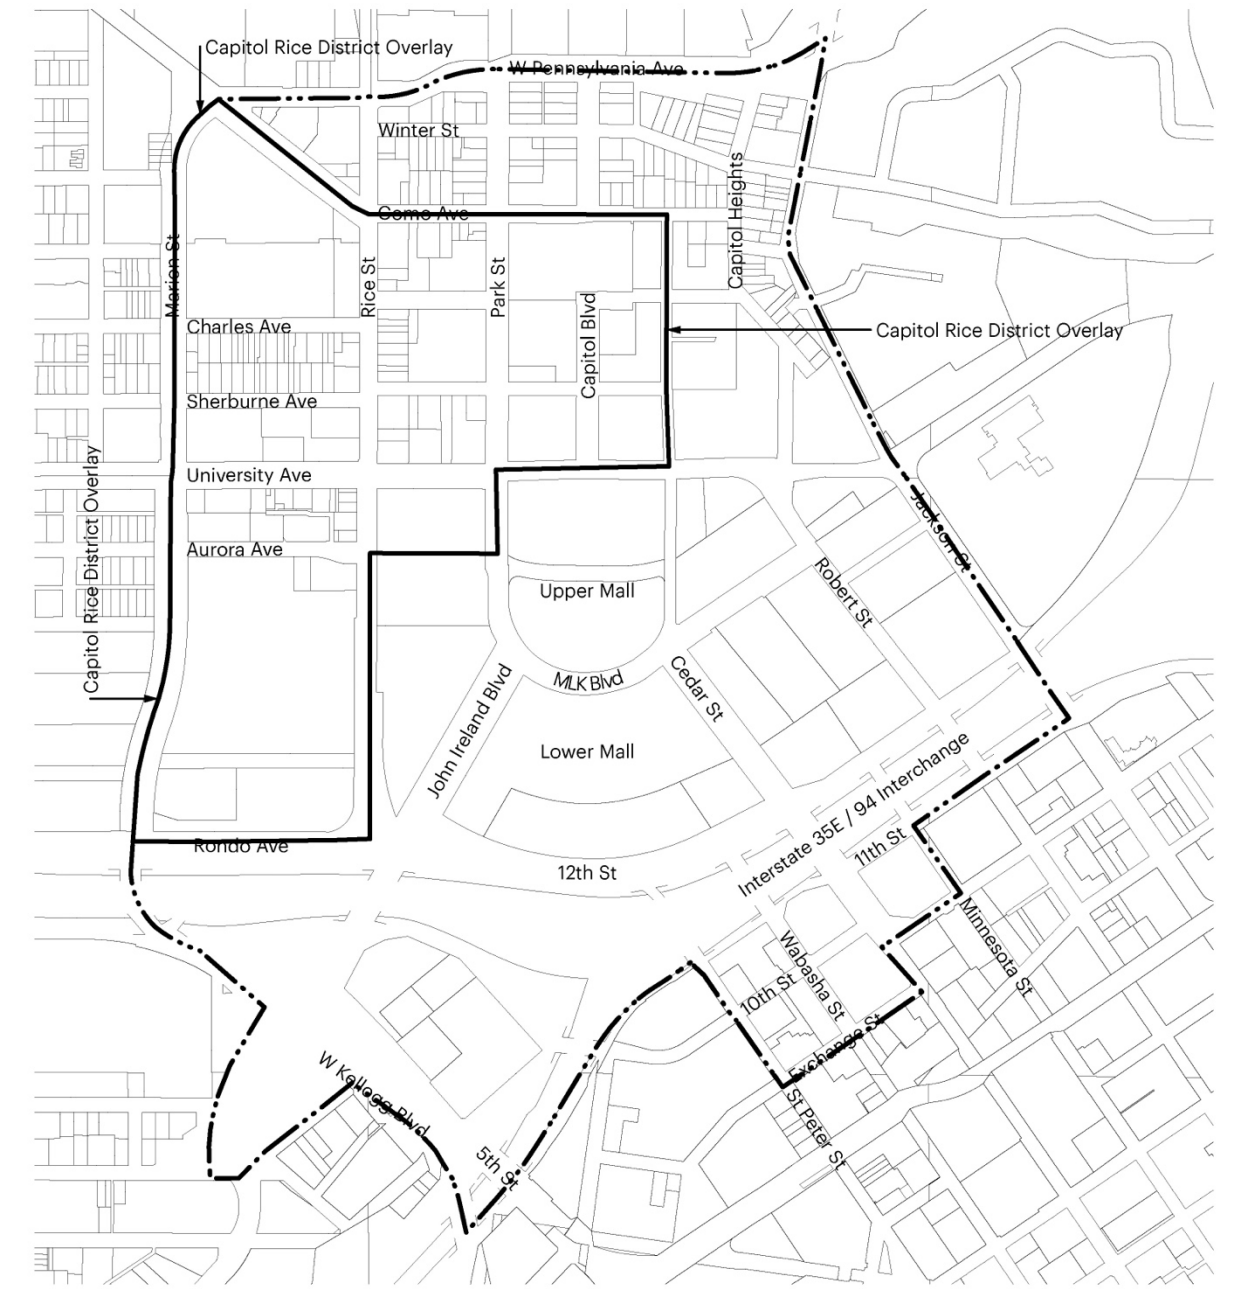 Capitol Rice District Overlay
W Pennsylvania Ave
Winter St
Capitol Heights
Como Ave
Marion St
Rice St
Park St
Capitol Blvd
Charles Ave
Capitol Rice District Overlay
Sherburne Ave
University Ave
Capitol Rice District Overlay
Aurora Ave
Jackson St
Upper Mall
Robert St
MLK Blvd
Cedar St
John Ireland Blvd
Lower Mall
Interstate 35E / 94 Interchange
Rondo Ave
11th St
12th St
Minnesota St
Wabasha St
10th St
Exchange St
W Kellogg Blvd
St Peter St
5th St